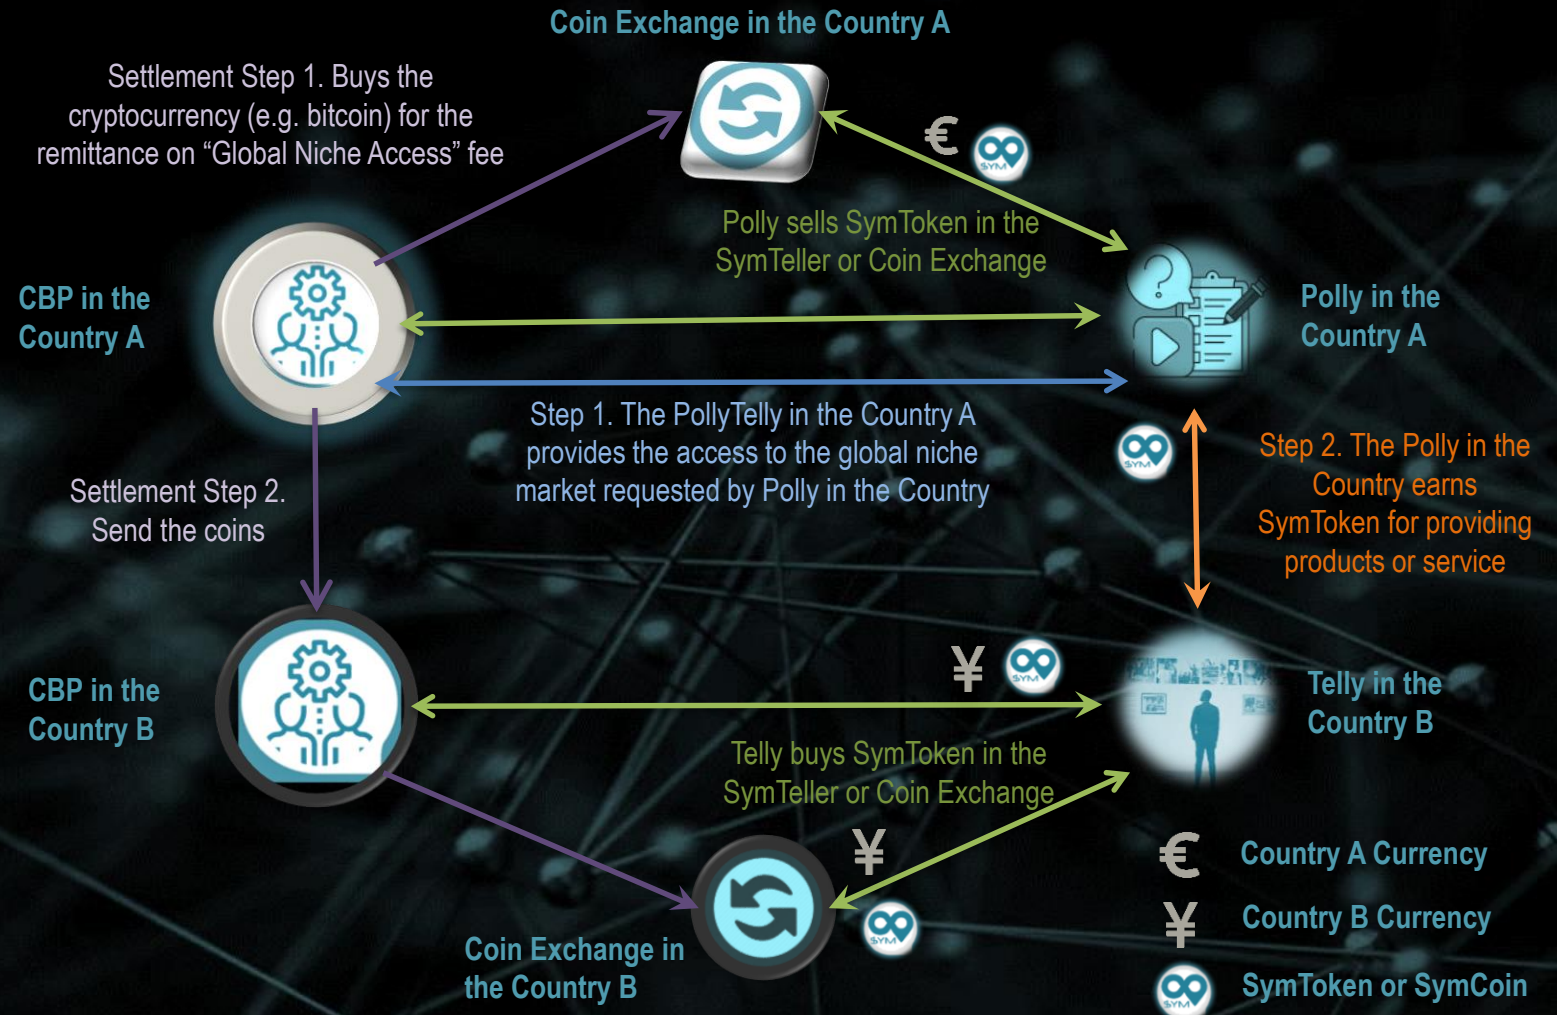 Coin Exchange in the Country A
Settlement Step 1. Buys the
cryptocurrency (e.g. bitcoin) for the
remittance on “Global Niche Access” fee
€
SYM
Polly sells SymToken in the
SymTeller or Coin Exchange
CBP in the
Country A
Polly in the
Country A
Step 1. The PollyTelly in the Country A
provides the access to the global niche
market requested by Polly in the Country
SYM
Step 2. The Polly in the
Country earns
SymToken for providing
products or service
Settlement Step 2.
Send the coins
¥
SYM
CBP in the
Country B
Telly in the
Country B
Telly buys SymToken in the
SymTeller or Coin Exchange
¥
SYM
Coin Exchange in
the Country B
€ Country A Currency
¥ Country B Currency
SYM SymToken or SymCoin